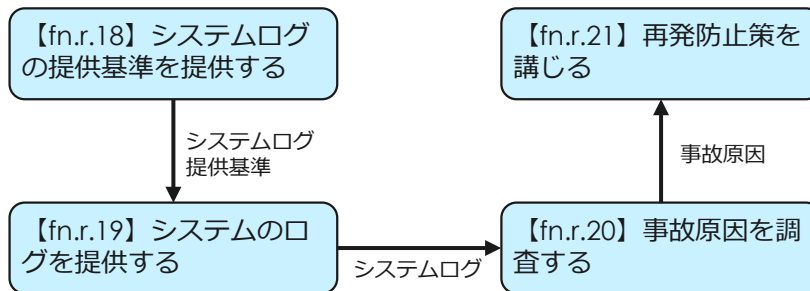 【fn.r.18】システムログ
の提供基準を提供する
【fn.r.21】再発防止策を
講じる
システムログ
提供基準
事故原因
【fn.r.19】システムのロ
グを提供する
システムログ
【fn.r.20】事故原因を調
査する